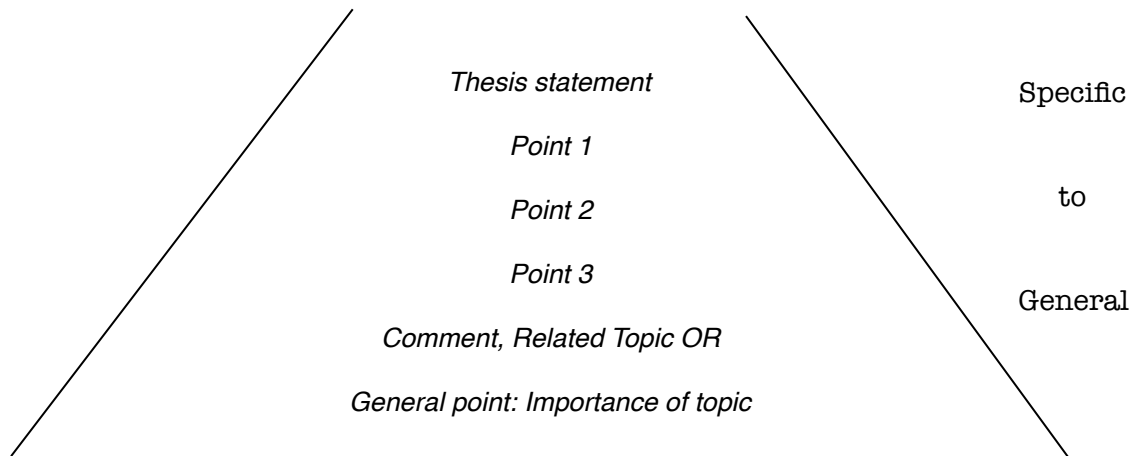 Thesis statement
Specific
Point 1
Point 2
to
Point 3
General
Comment, Related Topic OR
General point: Importance of topic